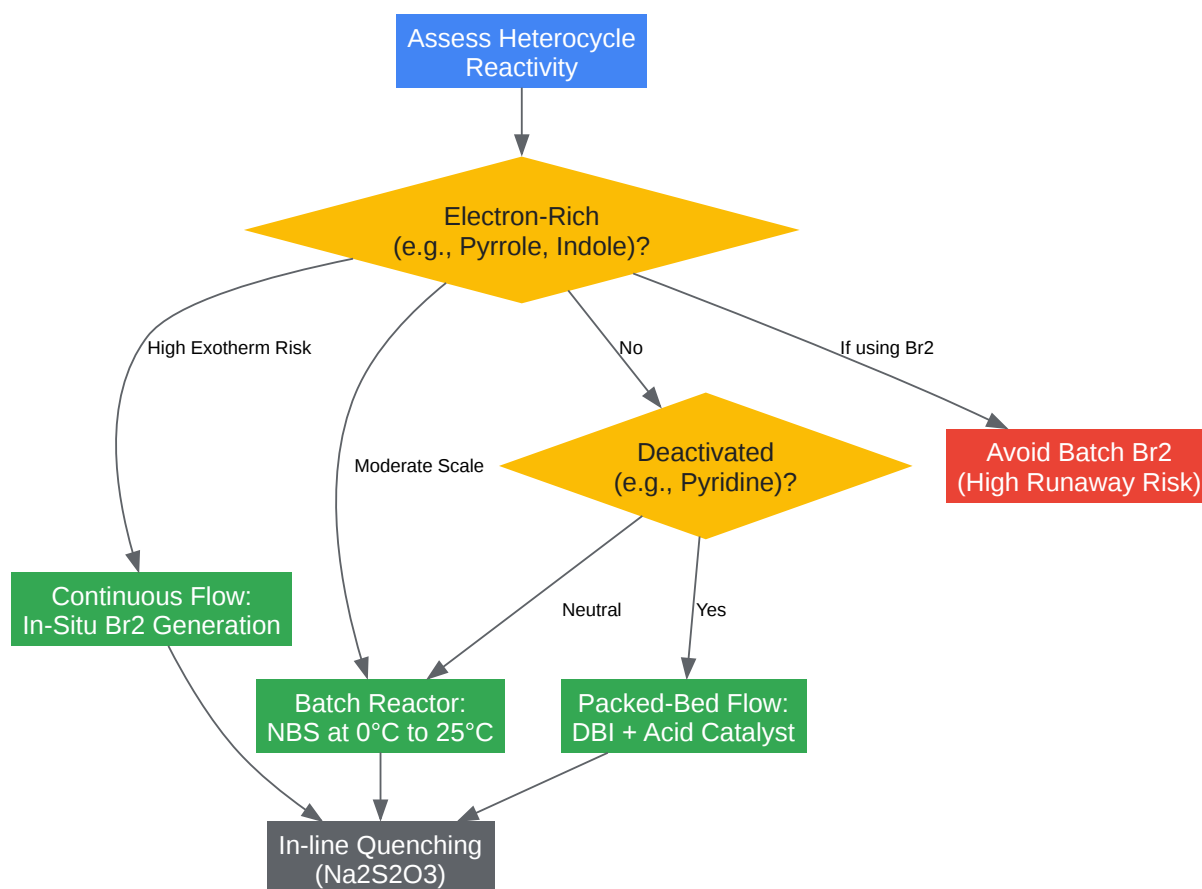 Assess Heterocycle
Reactivity
Electron-Rich
(e.g., Pyrrole, Indole)?
High Exotherm Risk
No
If using Br2
Moderate Scale
Deactivated
(e.g., Pyridine)?
Avoid Batch Br2
(High Runaway Risk)
Continuous Flow:
In-Situ Br2 Generation
Neutral
Yes
Batch Reactor:
NBS at 0°C to 25°C
Packed-Bed Flow:
DBI + Acid Catalyst
In-line Quenching
(Na2S2O3)